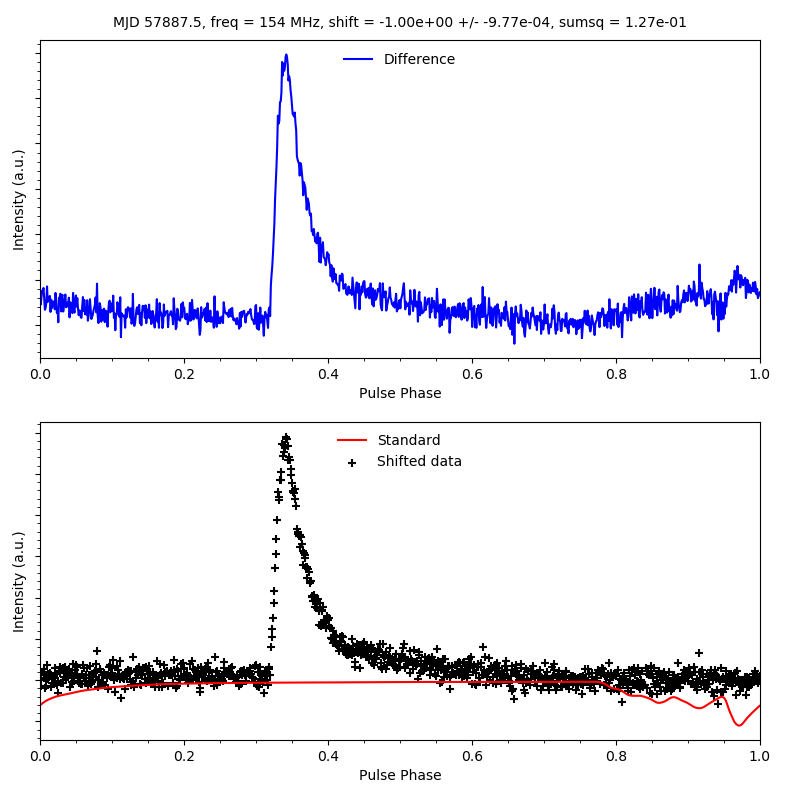 MJD 57887.5, freq = 154 MHz, shift = -1.00e+00 +/- -9.77e-04, sumsq = 1.27e-01
Difference
Intensity (a.u.)
0.0 0.2 0.4 0.6 0.8 1.0
Pulse Phase
Standard
Shifted data
Intensity (a.u.)
0.0 0.2 0.4 0.6 0.8 1.0
Pulse Phase